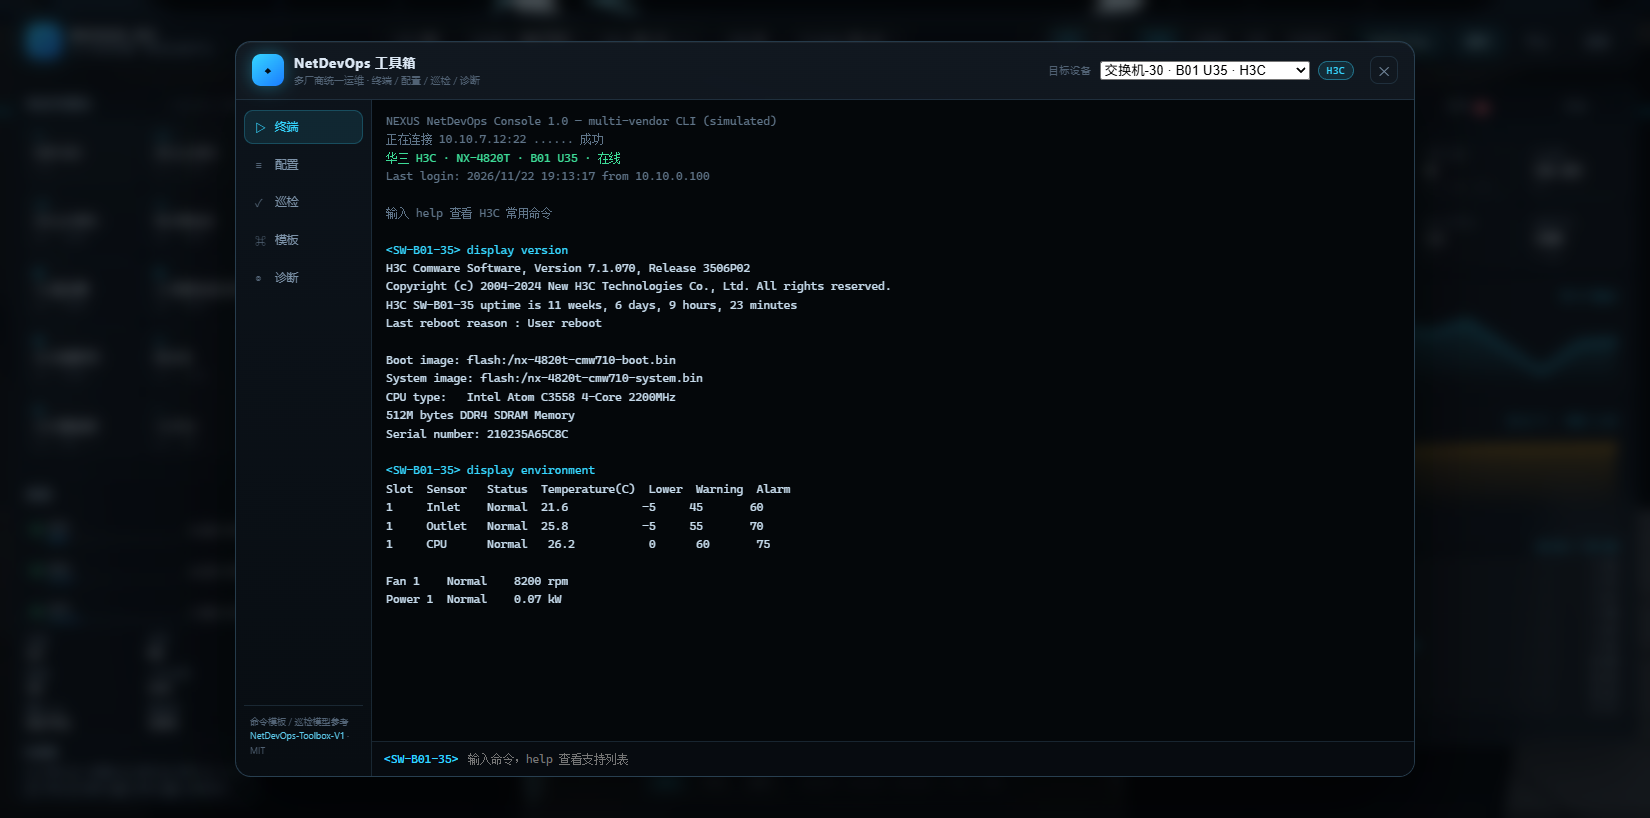 NetDevOps 工具箱
多厂商统一运维 · 终端 / 配置 / 巡检 / 诊断
目标设备
交换机-30 · B01 U35 · H3C
H3C
终端
配置
巡检
模板
诊断
命令模板 / 巡检模型参考
NetDevOps-Toolbox-V1 ·
MIT
NEXUS NetDevOps Console 1.0 — multi-vendor CLI (simulated)
正在连接 10.10.7.12:22 ...... 成功
华三 H3C · NX-4820T · B01 U35 · 在线
Last login: 2026/11/22 19:13:17 from 10.10.0.100
输入 help 查看 H3C 常用命令
<SW-B01-35> display version
H3C Comware Software, Version 7.1.070, Release 3506P02
Copyright (c) 2004-2024 New H3C Technologies Co., Ltd. All rights reserved.
H3C SW-B01-35 uptime is 11 weeks, 6 days, 9 hours, 23 minutes
Last reboot reason : User reboot
Boot image: flash:/nx-4820t-cmw710-boot.bin
System image: flash:/nx-4820t-cmw710-system.bin
CPU type:   Intel Atom C3558 4-Core 2200MHz
512M bytes DDR4 SDRAM Memory
Serial number: 210235A65C8C
<SW-B01-35> display environment
Slot  Sensor   Status  Temperature(C)  Lower  Warning  Alarm
1     Inlet    Normal  21.6           -5     45       60
1     Outlet   Normal  25.8           -5     55       70
1     CPU      Normal   26.2           0      60       75
Fan 1    Normal    8200 rpm
Power 1  Normal    0.07 kW
<SW-B01-35> 输入命令，help 查看支持列表